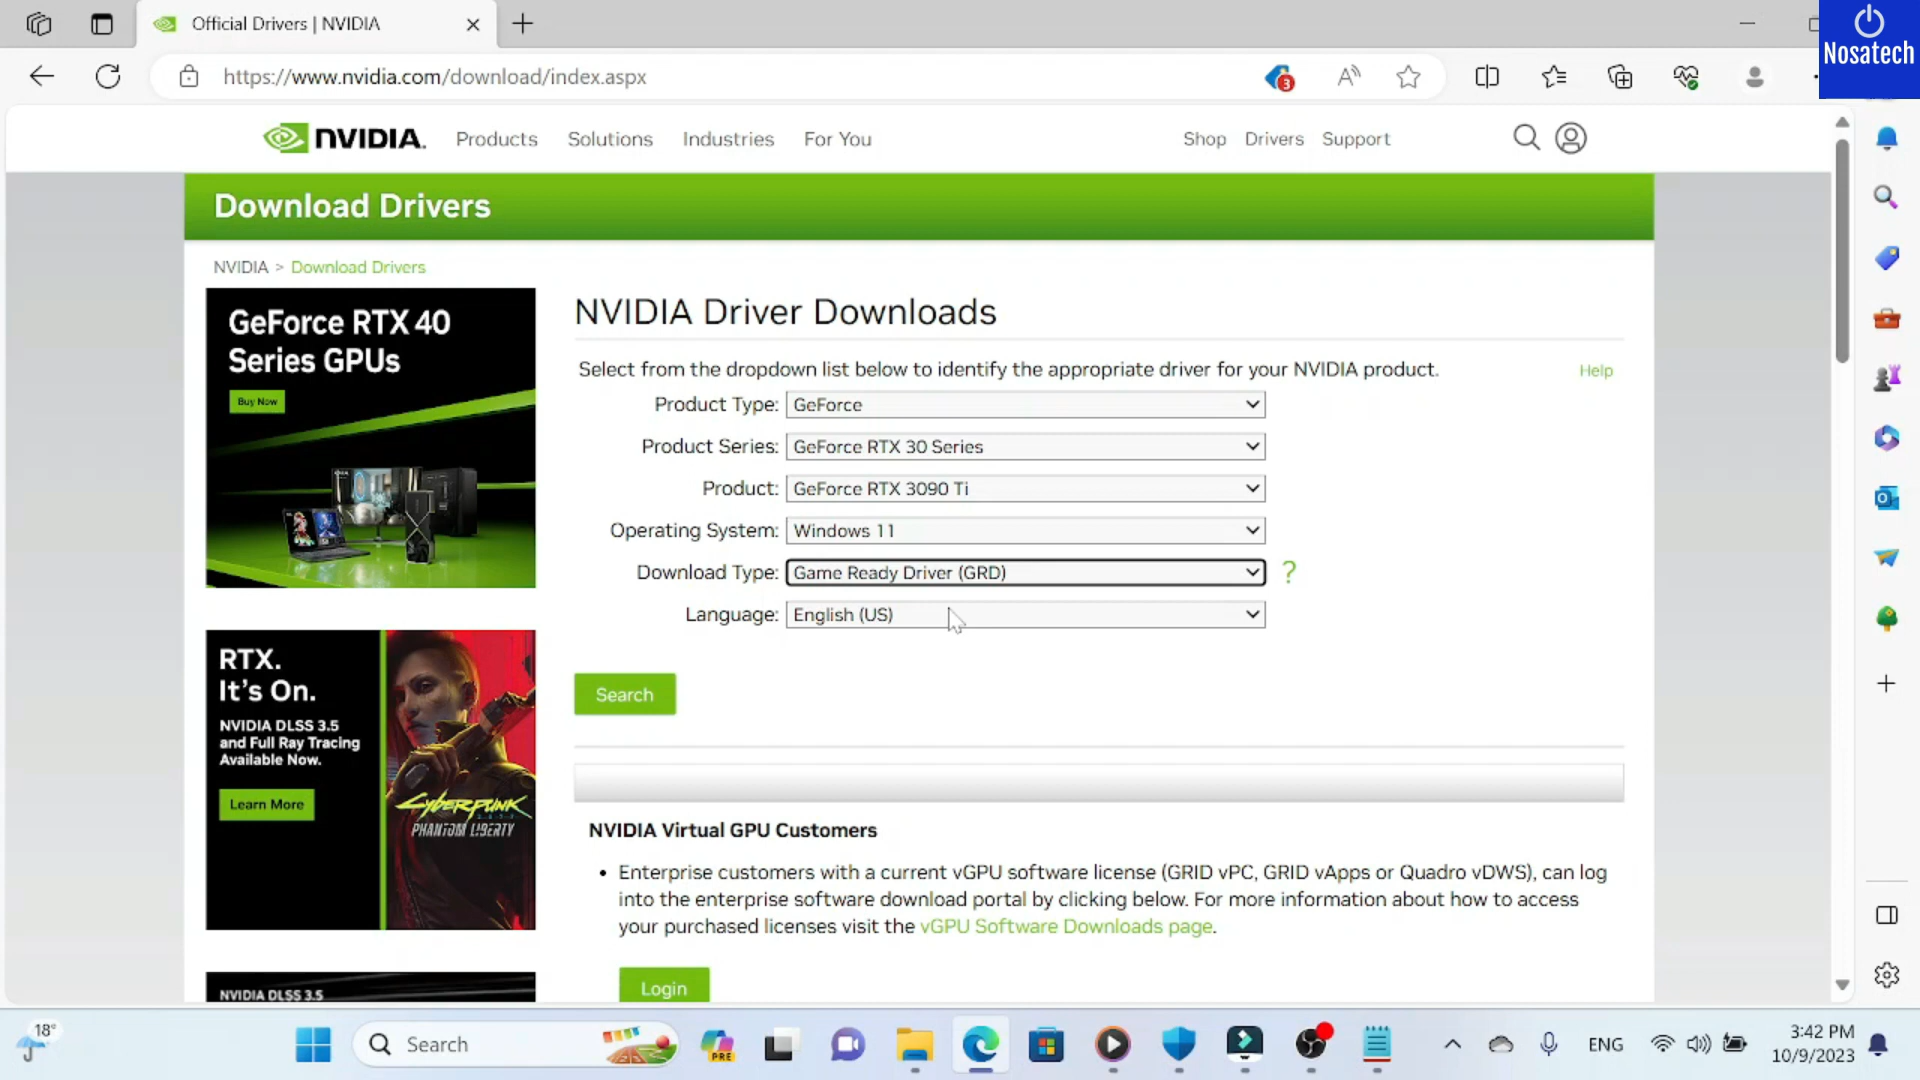 Official Drivers | NVIDIA
Nosatech
https://www.nvidia.com/download/index.aspx
3
NVIDIA.
Products
Solutions
Industries
For You
Shop
Drivers
Support
Download Drivers
NVIDIA > Download Drivers
GeForce RTX 40
Series GPUs
Buy Now
NVIDIA Driver Downloads
Select from the dropdown list below to identify the appropriate driver for your NVIDIA product.
Help
Product Type: GeForce
Product Series: GeForce RTX 30 Series
Product: GeForce RTX 3090 Ti
Operating System: Windows 11
Download Type: Game Ready Driver (GRD) ?
Language: English (US)
Search
RTX.
It's On.
NVIDIA DLSS 3.5
and Full Ray Tracing
Available Now.
Learn More
CYBERPUNK
PHANTOM LIBERTY
NVIDIA DLSS 3.5
NVIDIA Virtual GPU Customers
• Enterprise customers with a current vGPU software license (GRID vPC, GRID vApps or Quadro vDWS), can log
into the enterprise software download portal by clicking below. For more information about how to access
your purchased licenses visit the vGPU Software Downloads page.
Login
18°
Search
PRE
ENG
3:42 PM
10/9/2023